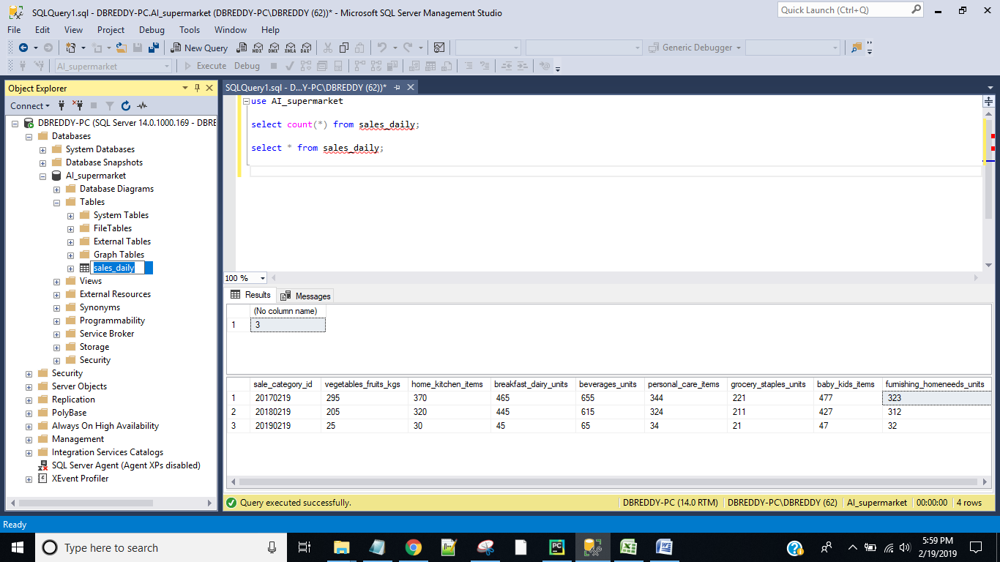 SQLQuery1.sql - DBREDDY-PC.AI_supermarket (DBREDDY-PC\DBREDDY (62))* - Microsoft SQL Server Management Studio
Quick Launch (Ctrl+Q)
File Edit View Project Debug Tools Window Help
New Query MDX DMX XMLA DAX Generic Debugger
AI_supermarket Execute Debug
Object Explorer
Connect
DBREDDY-PC (SQL Server 14.0.1000.169 - DBRE
Databases
System Databases
Database Snapshots
AI_supermarket
Database Diagrams
Tables
System Tables
FileTables
External Tables
Graph Tables
sales_daily
Views
External Resources
Synonyms
Programmability
Service Broker
Storage
Security
Security
Server Objects
Replication
PolyBase
Always On High Availability
Management
Integration Services Catalogs
SQL Server Agent (Agent XPs disabled)
XEvent Profiler
SQLQuery1.sql - D...Y-PC\DBREDDY (62))*
use AI_supermarket
select count(*) from sales_daily;
select * from sales_daily;
100 %
Results Messages
(No column name)
1 3
sale_category_id vegetables_fruits_kgs home_kitchen_items breakfast_dairy_units beverages_units personal_care_items grocery_staples_units baby_kids_items furnishing_homeneeds_units
1 20170219 295 370 465 655 344 221 477 323
2 20180219 205 320 445 615 324 211 427 312
3 20190219 25 30 45 65 34 21 47 32
Query executed successfully. DBREDDY-PC (14.0 RTM) DBREDDY-PC\DBREDDY (62) AI_supermarket 00:00:00 4 rows
Ready
Type here to search
5:59 PM
2/19/2019